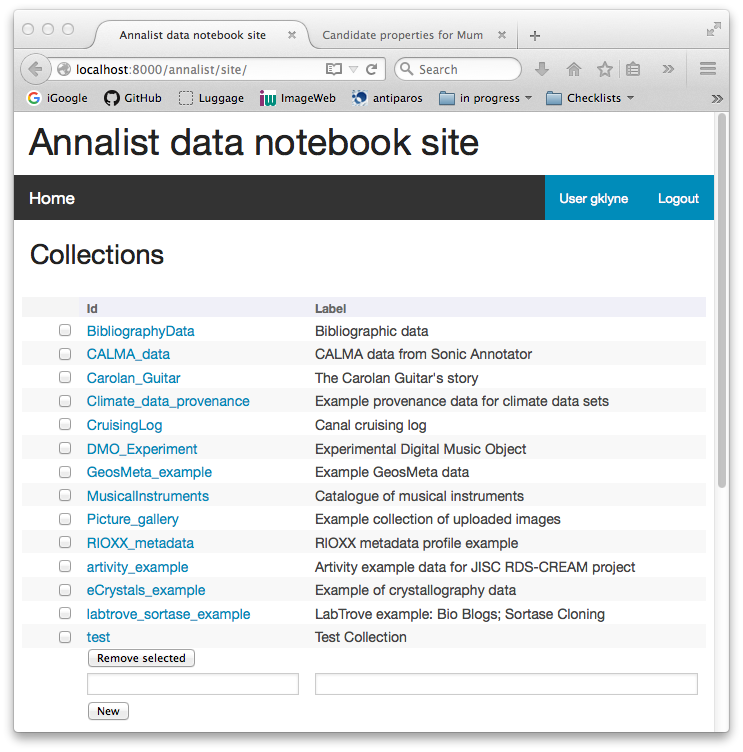 Annalist data notebook site × Candidate properties for Mum × +
localhost:8000/annalist/site/ Search
iGoogle GitHub Luggage ImageWeb antiparos in progress Checklists »
Annalist data notebook site
Home User gklyne Logout
Collections
Id Label
BibliographyData Bibliographic data
CALMA_data CALMA data from Sonic Annotator
Carolan_Guitar The Carolan Guitar's story
Climate_data_provenance Example provenance data for climate data sets
CruisingLog Canal cruising log
DMO_Experiment Experimental Digital Music Object
GeosMeta_example Example GeosMeta data
MusicalInstruments Catalogue of musical instruments
Picture_gallery Example collection of uploaded images
RIOXX_metadata RIOXX metadata profile example
artivity_example Artivity example data for JISC RDS-CREAM project
eCrystals_example Example of crystallography data
labtrove_sortase_example LabTrove example: Bio Blogs; Sortase Cloning
test Test Collection
Remove selected
New